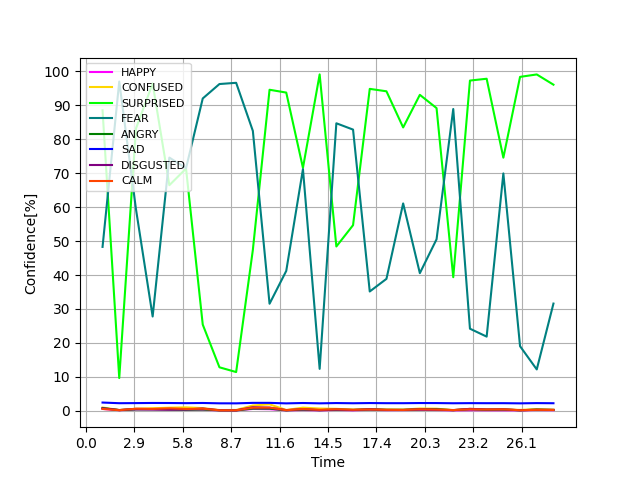 HAPPY
CONFUSED
SURPRISED
FEAR
ANGRY
SAD
DISGUSTED
CALM
Confidence[%]
100
90
80
70
60
50
40
30
20
10
0
0.0 2.9 5.8 8.7 11.6 14.5 17.4 20.3 23.2 26.1
Time